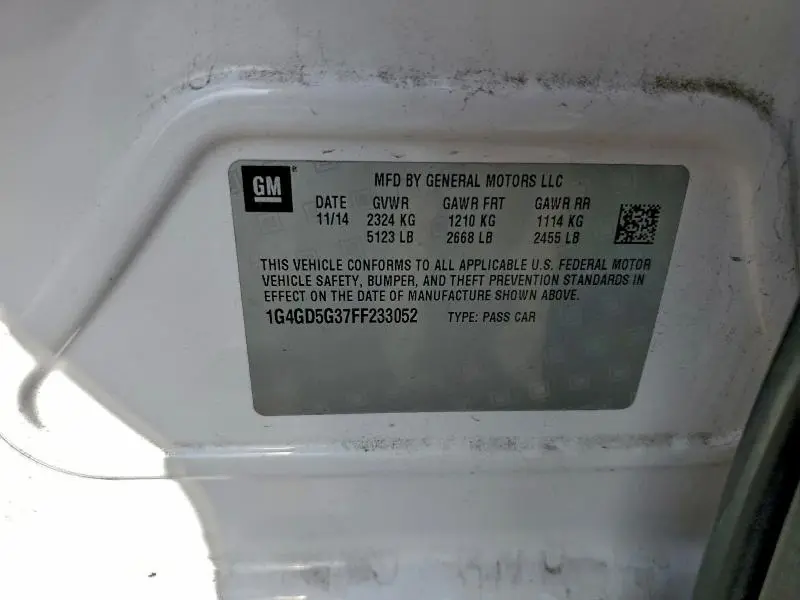 GM
MFD BY GENERAL MOTORS LLC
DATE GVWR GAWR FRT GAWR RR
11/14 2324 KG 1210 KG 1114 KG
5123 LB 2668 LB 2455 LB
THIS VEHICLE CONFORMS TO ALL APPLICABLE U.S. FEDERAL MOTOR
VEHICLE SAFETY, BUMPER, AND THEFT PREVENTION STANDARDS IN
EFFECT ON THE DATE OF MANUFACTURE SHOWN ABOVE.
1G4GD5G37FF233052 TYPE: PASS CAR